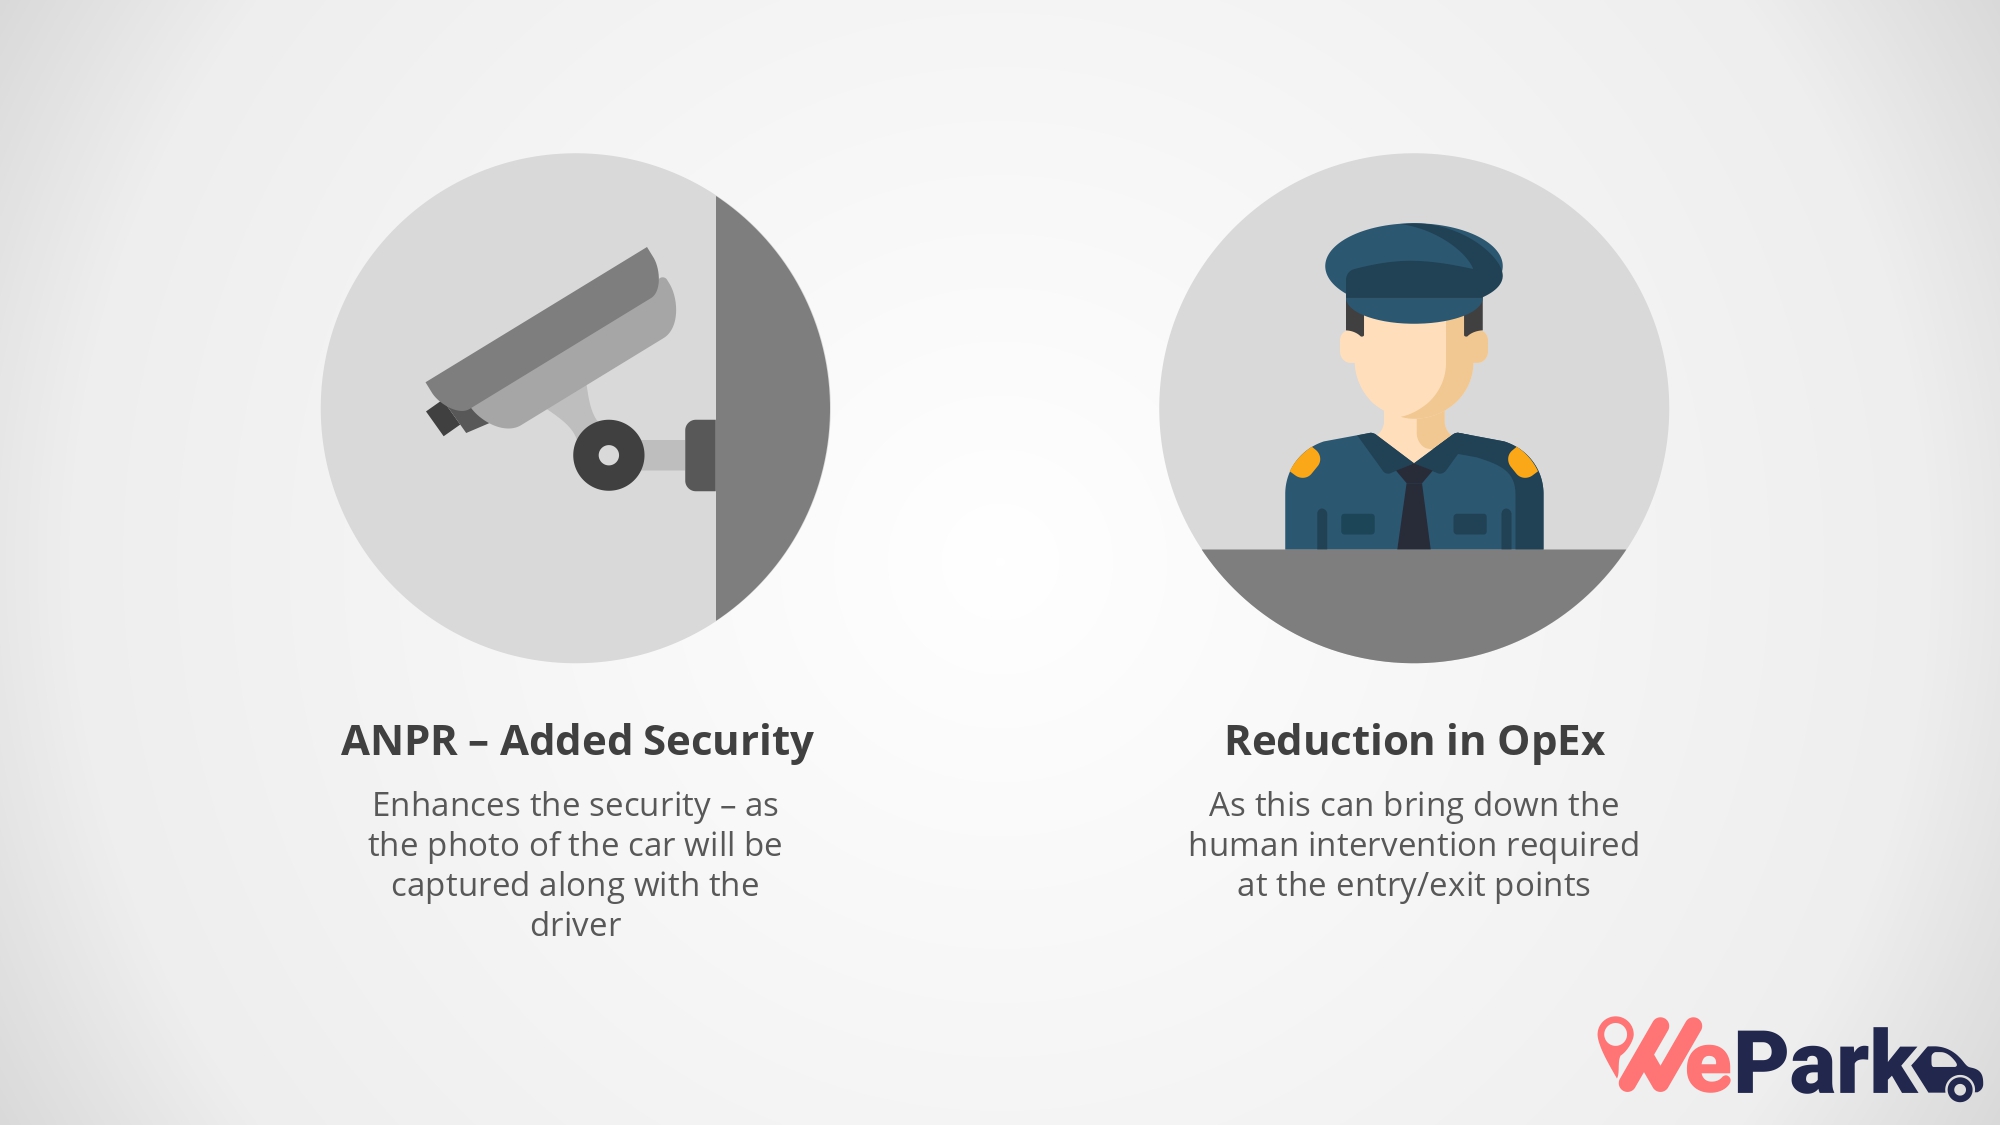 ANPR – Added Security
Enhances the security – as
the photo of the car will be
captured along with the
driver
Reduction in OpEx
As this can bring down the
human intervention required
at the entry/exit points
WePark